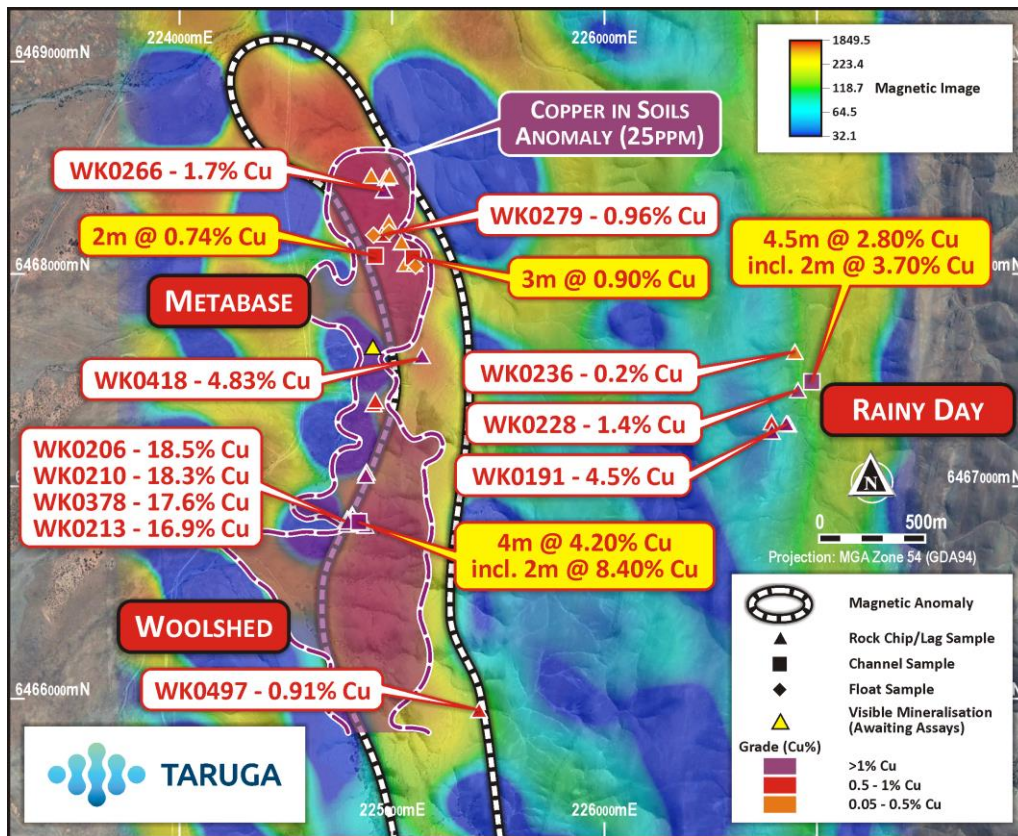 224000mE
226000mE
6469000mN
1849.5
223.4
118.7
64.5
32.1
Magnetic Image
COPPER IN SOILS
ANOMALY (25PPM)
WK0266 - 1.7% Cu
WK0279 - 0.96% Cu
2m @ 0.74% Cu
4.5m @ 2.80% Cu
incl. 2m @ 3.70% Cu
6468000mN
3m @ 0.90% Cu
METABASE
WK0236 - 0.2% Cu
WK0418 - 4.83% Cu
WK0228 - 1.4% Cu
RAINY DAY
WK0191 - 4.5% Cu
WK0206 - 18.5% Cu
WK0210 - 18.3% Cu
WK0378 - 17.6% Cu
WK0213 - 16.9% Cu
N
6467000mN
0 500m
Projection: MGA Zone 54 (GDA94)
4m @ 4.20% Cu
incl. 2m @ 8.40% Cu
WOOLSHED
WK0497 - 0.91% Cu
6466000mN
Magnetic Anomaly
Rock Chip/Lag Sample
Channel Sample
Float Sample
Visible Mineralisation
(Awaiting Assays)
Grade (Cu%)
>1% Cu
0.5 - 1% Cu
0.05 - 0.5% Cu
TARUGA
225000mE
226000mE